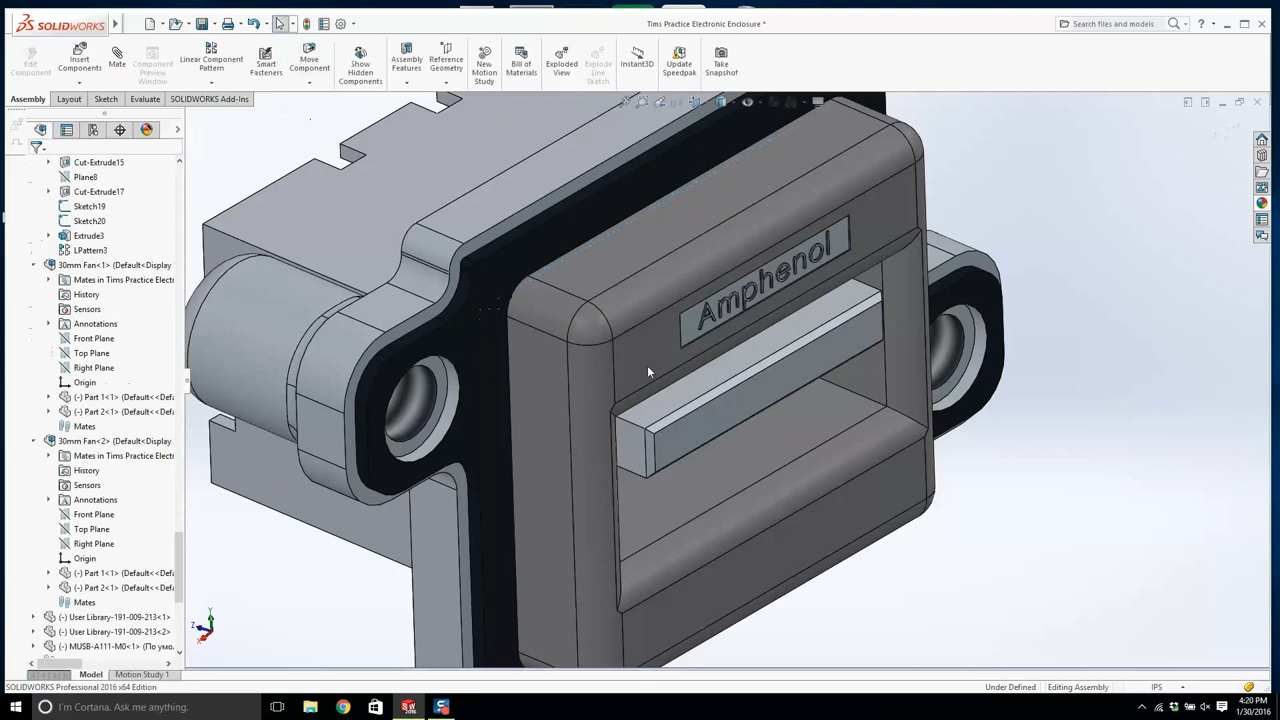 SOLIDWORKS
Tims Practice Electronic Enclosure *
Search files and models
Edit Component
Insert Components
Mate
Component Preview Window
Linear Component Pattern
Smart Fasteners
Move Component
Show Hidden Components
Assembly Features
Reference Geometry
New Motion Study
Bill of Materials
Exploded View
Explode Line Sketch
Instant3D
Update Speedpak
Take Snapshot
Assembly
Layout
Sketch
Evaluate
SOLIDWORKS Add-Ins
Cut-Extrude15
Plane8
Cut-Extrude17
Sketch19
Sketch20
Extrude3
LPattern3
30mm Fan<1> (Default<Display
Mates in Tims Practice Electr
History
Sensors
Annotations
Front Plane
Top Plane
Right Plane
Origin
(-) Part 1<1> (Default<<Defa
(-) Part 2<1> (Default<<Defa
Mates
30mm Fan<2> (Default<Display
Mates in Tims Practice Electr
History
Sensors
Annotations
Front Plane
Top Plane
Right Plane
Origin
(-) Part 1<1> (Default<<Defa
(-) Part 2<1> (Default<<Defa
Mates
(-) User Library-191-009-213<1>
(-) User Library-191-009-213<2>
(-) MUSB-A111-M0<1> (По умо.
Amphenol
Y
Z
X
Model
Motion Study 1
SOLIDWORKS Professional 2016 x64 Edition
Under Defined
Editing Assembly
IPS
I'm Cortana. Ask me anything.
4:20 PM
1/30/2016